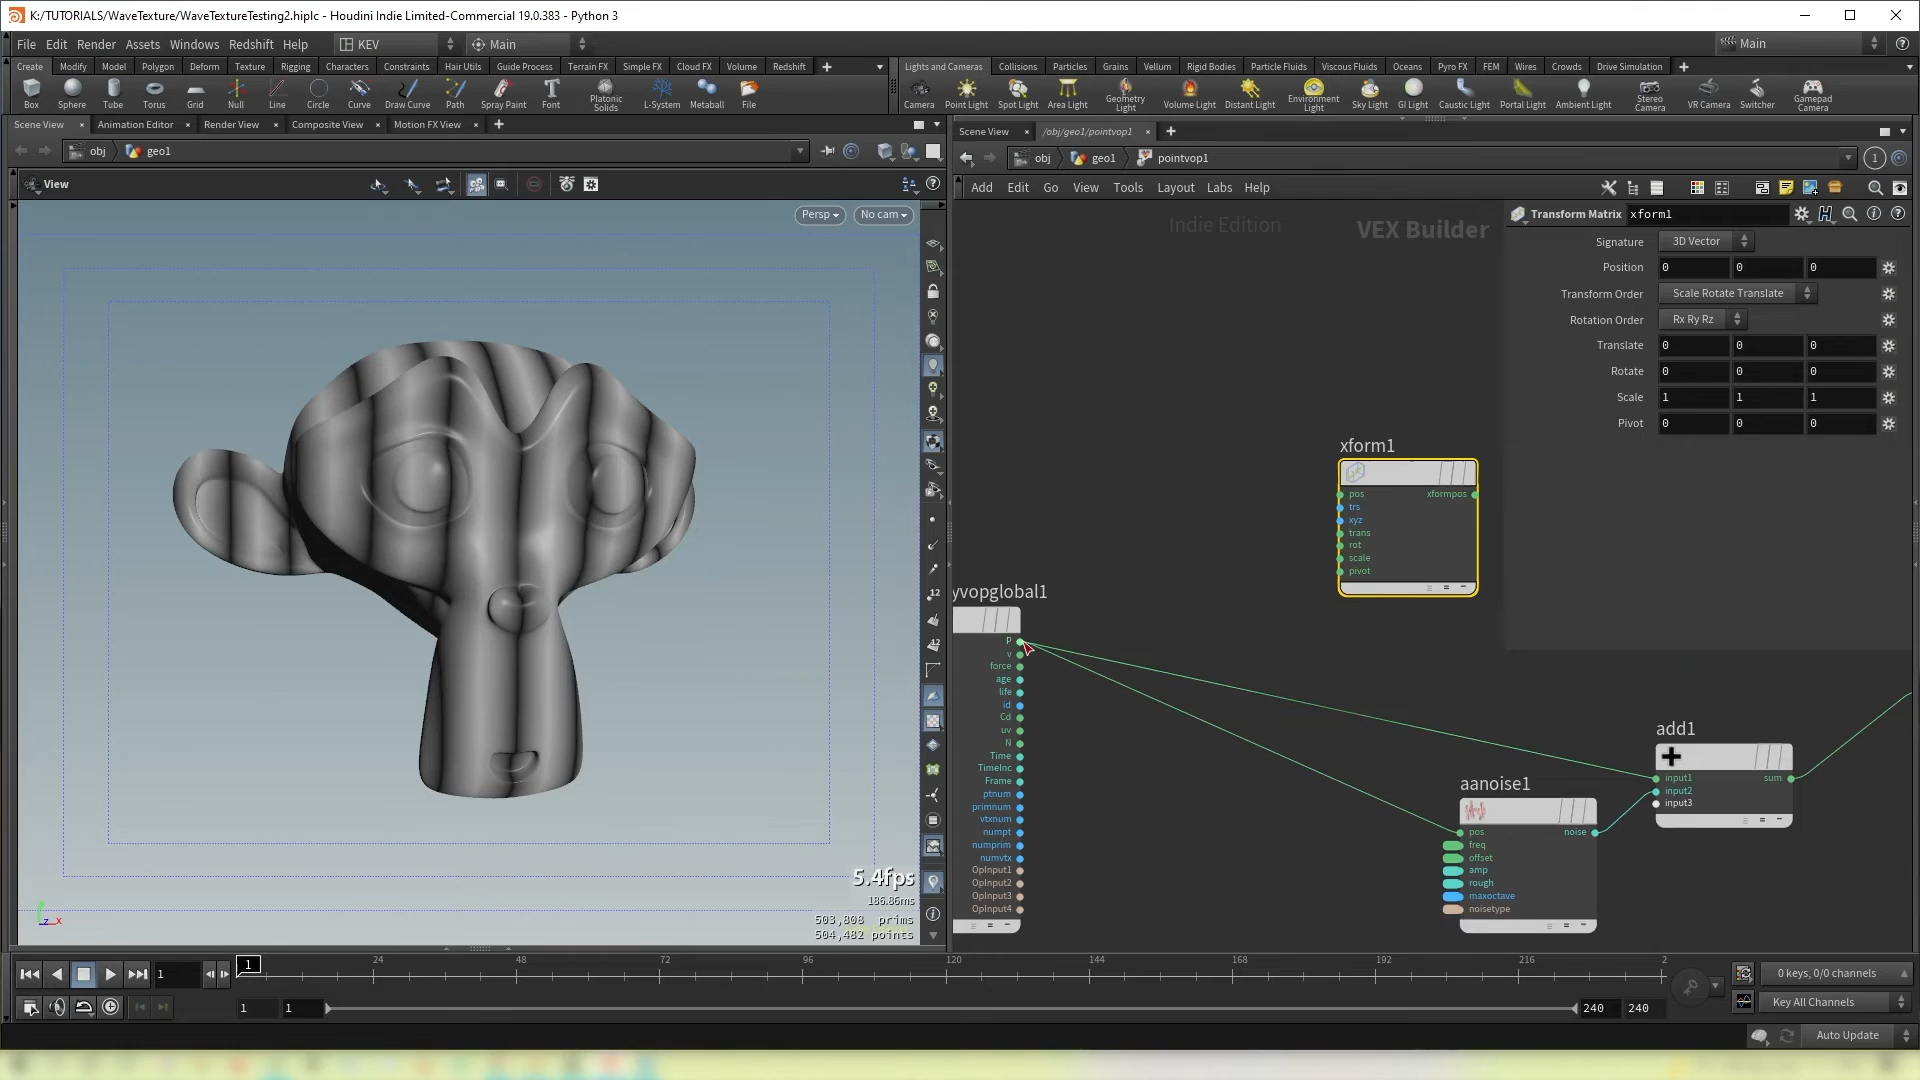 K:/TUTORIALS/WaveTexture/WaveTextureTesting2.hiplc - Houdini Indie Limited-Commercial 19.0.383 - Python 3
File Edit Render Assets Windows Redshift Help KEV Main Main
Create Modify Model Polygon Deform Texture Rigging Characters Constraints Hair Utils Guide Process Terrain FX Simple FX Cloud FX Volume Redshift
Lights and Cameras Collisions Particles Grains Vellum Rigid Bodies Particle Fluids Viscous Fluids Oceans Pyro FX FEM Wires Crowds Drive Simulation
Box Sphere Tube Torus Grid Null Line Circle Curve Draw Curve Path Spray Paint Font Platonic Solids L-System Metaball File
Camera Point Light Spot Light Area Light Geometry Light Volume Light Distant Light Environment Light Sky Light GI Light Caustic Light Portal Light Ambient Light Stereo Camera VR Camera Switcher Gamepad Camera
Scene View Animation Editor Render View Composite View Motion FX View
Scene View /obj/geo1/pointvop1
obj geo1
obj geo1 pointvop1 1
View
Add Edit Go View Tools Layout Labs Help
Persp No cam
Indie Edition VEX Builder
Transform Matrix xform1
Signature 3D Vector
Position 0 0 0
Transform Order Scale Rotate Translate
Rotation Order Rx Ry Rz
Translate 0 0 0
Rotate 0 0 0
Scale 1 1 1
Pivot 0 0 0
xform1
pos xformpos
trs
xyz
trans
rot
scale
pivot
yvopglobal1
P
v
force
age
life
id
Cd
uv
N
Time
TimeInc
Frame
ptnum
primnum
vtxnum
numpt
numprim
numvtx
OpInput1
OpInput2
OpInput3
OpInput4
add1
input1 sum
input2
input3
aanoise1
pos noise
freq
offset
amp
rough
maxoctave
noisetype
12
12
5.4fps
186.86ms
503,808 prims
504,482 points
z x
1 1 24 48 72 96 120 144 168 192 216 2
0 keys, 0/0 channels
1 1 240 240
Key All Channels
Auto Update